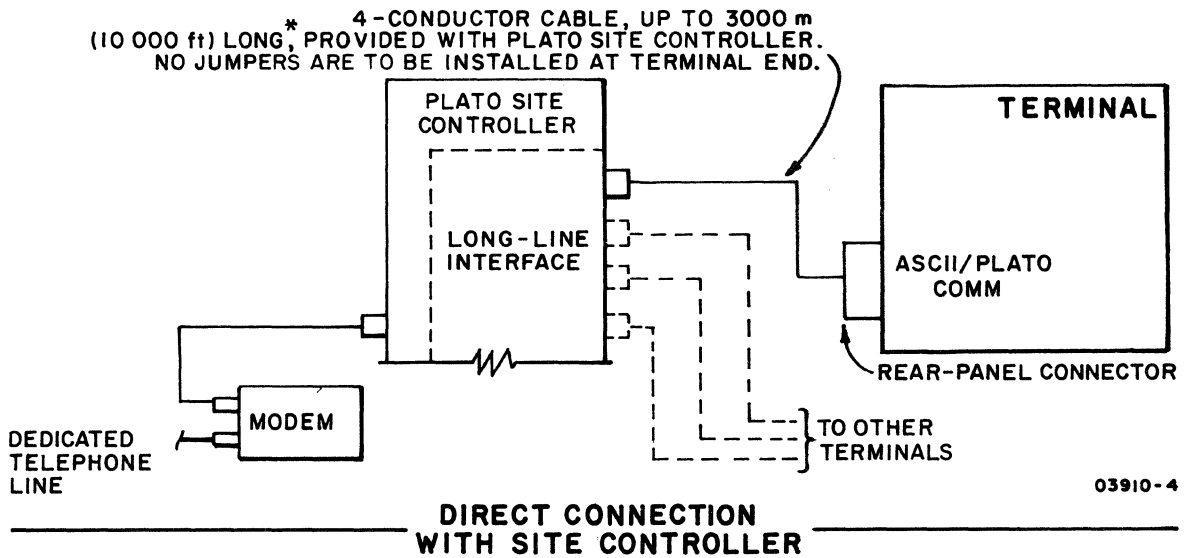 4-CONDUCTOR CABLE, UP TO 3000 m
(10 000 ft) LONG,* PROVIDED WITH PLATO SITE CONTROLLER.
NO JUMPERS ARE TO BE INSTALLED AT TERMINAL END.
PLATO SITE
CONTROLLER
TERMINAL
LONG-LINE
INTERFACE
ASCII/PLATO
COMM
REAR-PANEL CONNECTOR
MODEM
DEDICATED
TELEPHONE
LINE
TO OTHER
TERMINALS
03910-4
DIRECT CONNECTION
WITH SITE CONTROLLER